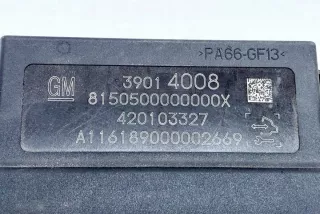 >PA66-GF13<
GM
3901 4008
8150500000000X
420103327
A116189000002669